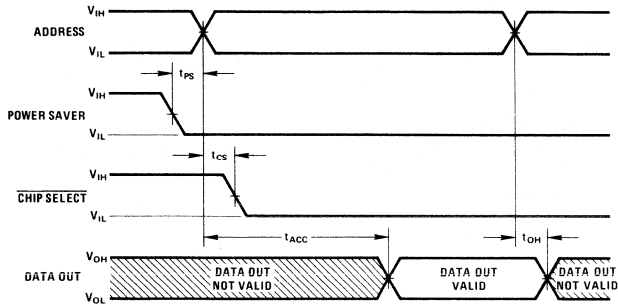 V_IH
ADDRESS
V_IL
t_PS
V_IH
POWER SAVER
V_IL
t_CS
V_IH
CHIP SELECT
V_IL
t_ACC
t_OH
V_OH
DATA OUT
DATA OUT NOT VALID
DATA OUT VALID
DATA OUT NOT VALID
V_OL